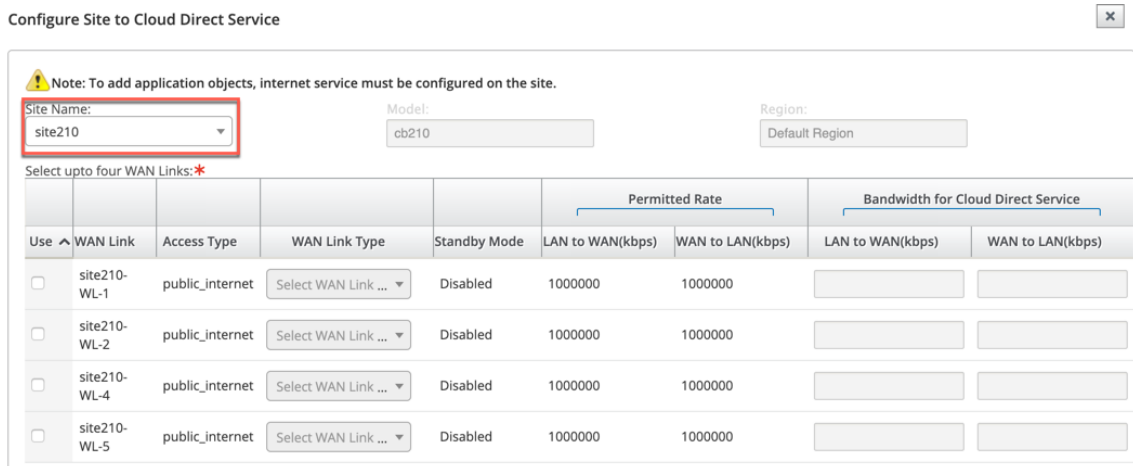 Configure Site to Cloud Direct Service
×
Note: To add application objects, internet service must be configured on the site.
Site Name: Model: Region:
site210 cb210 Default Region
Select upto four WAN Links:*
Permitted Rate Bandwidth for Cloud Direct Service
Use WAN Link Access Type WAN Link Type Standby Mode LAN to WAN(kbps) WAN to LAN(kbps) LAN to WAN(kbps) WAN to LAN(kbps)
site210-
WL-1 public_internet Select WAN Link ... Disabled 1000000 1000000
site210-
WL-2 public_internet Select WAN Link ... Disabled 1000000 1000000
site210-
WL-4 public_internet Select WAN Link ... Disabled 1000000 1000000
site210-
WL-5 public_internet Select WAN Link ... Disabled 1000000 1000000